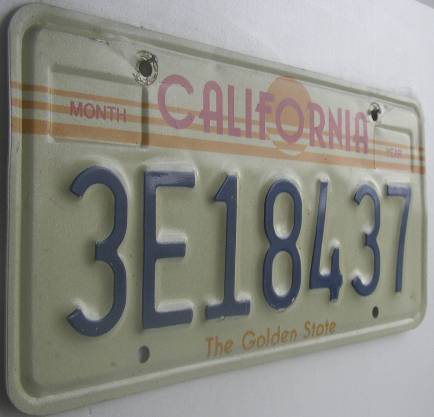 CALIFORNIA
MONTH YEAR
3E18437
The Golden State